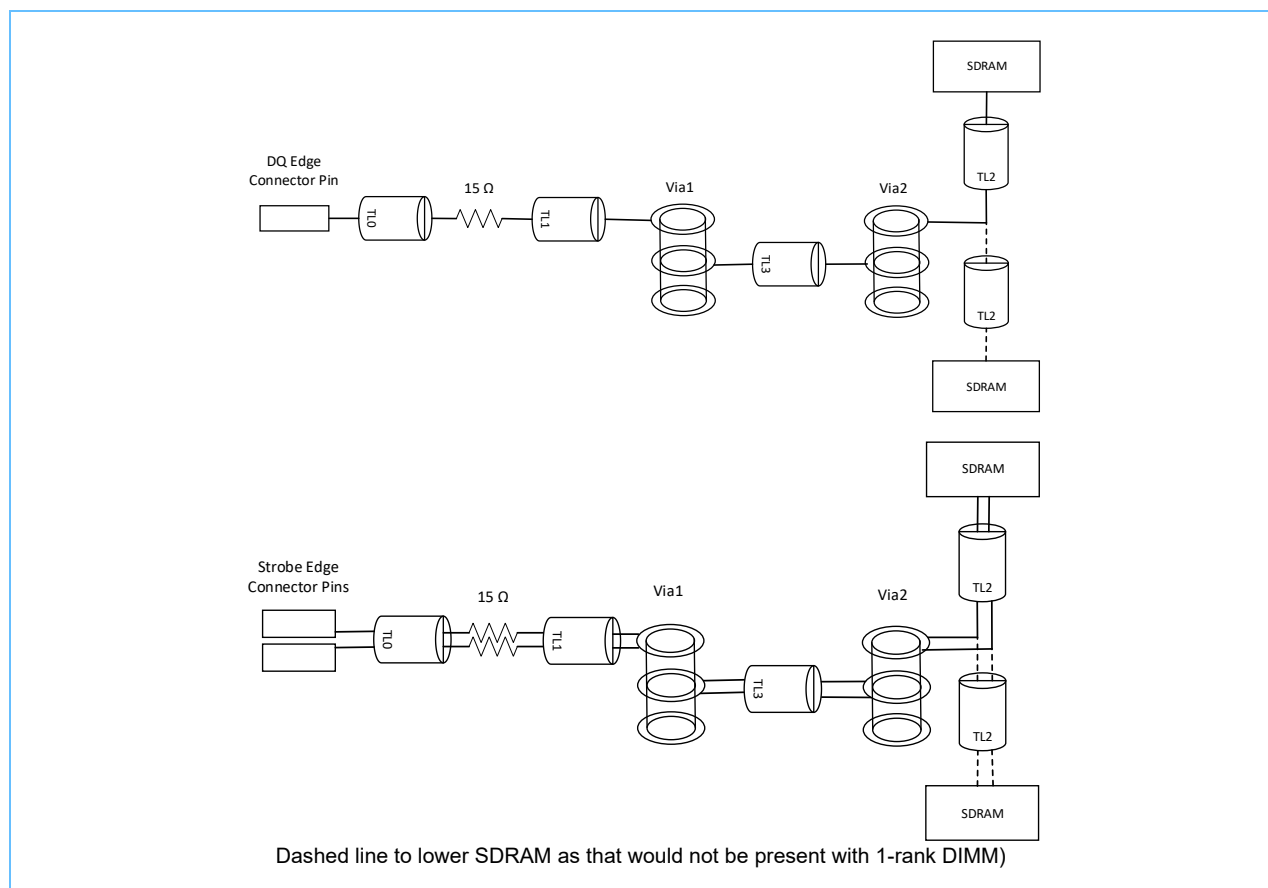 SDRAM
TL2
DQ Edge
Connector Pin
15 Ω
Via1
Via2
TL0
TL1
TL3
TL2
SDRAM
SDRAM
TL2
Strobe Edge
Connector Pins
15 Ω
Via1
Via2
TL0
TL1
TL3
TL2
SDRAM
Dashed line to lower SDRAM as that would not be present with 1-rank DIMM)